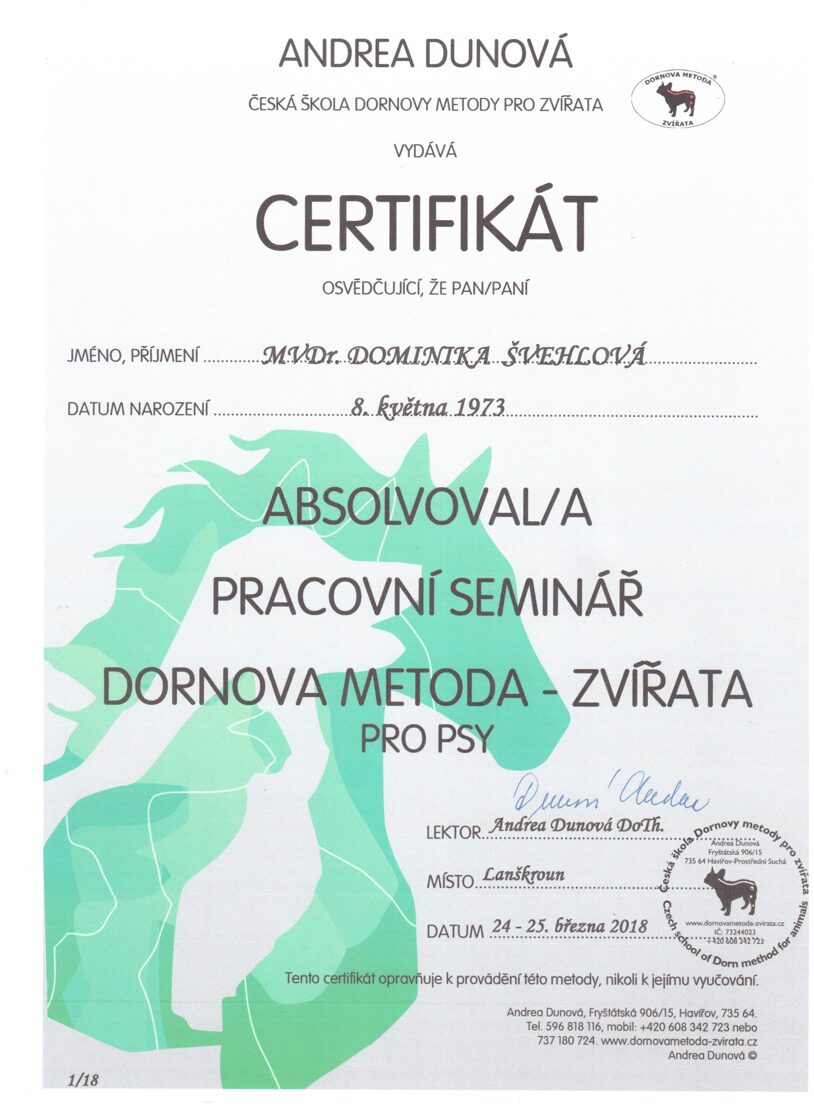 ANDREA DUNOVÁ
ČESKÁ ŠKOLA DORNOVY METODY PRO ZVÍŘATA
DORNOVA METODA®
ZVÍŘATA
VYDÁVÁ
CERTIFIKÁT
OSVĚDČUJÍCÍ, ŽE PAN/PANÍ
JMÉNO, PŘÍJMENÍ MVDr. DOMINIKA ŠVEHLOVÁ
DATUM NAROZENÍ 8. května 1973
ABSOLVOVAL/A
PRACOVNÍ SEMINÁŘ
DORNOVA METODA - ZVÍŘATA
PRO PSY
LEKTOR Andrea Dunová DoTh.
MÍSTO Lanškroun
DATUM 24 - 25. března 2018
Česká škola Dornovy metody pro zvířata
Andrea Dunová
Fryštátská 906/15
735 64 Havířov-Prostřední Suchá
www.dornovametoda-zvirata.cz
IČ: 73244023
+420 608 342 723
Czech school of Dorn method for animals
Tento certifikát opravňuje k provádění této metody, nikoli k jejímu vyučování.
Andrea Dunová, Fryštátská 906/15, Havířov, 735 64.
Tel. 596 818 116, mobil: +420 608 342 723 nebo
737 180 724. www.dornovametoda-zvirata.cz
Andrea Dunová ©
1/18